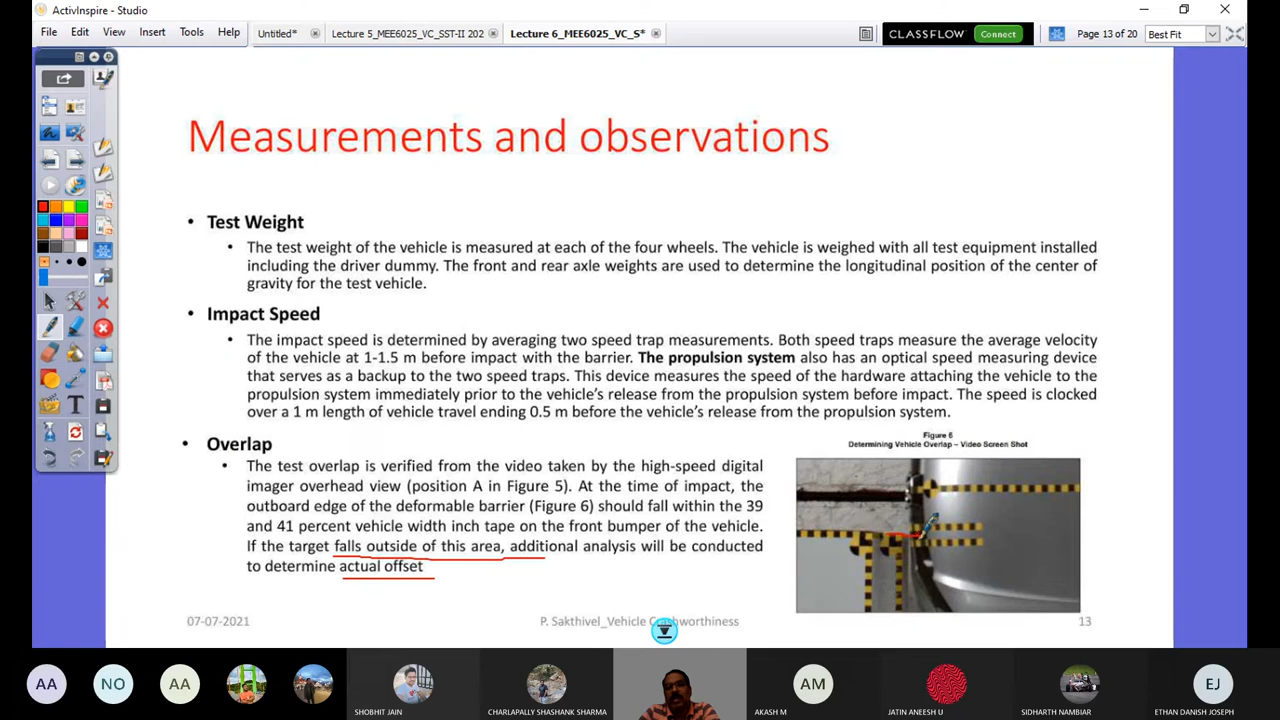 ActivInspire - Studio
File Edit View Insert Tools Help
Untitled* Lecture 5_MEE6025_VC_SST-II 202 Lecture 6_MEE6025_VC_S*
CLASSFLOW Connect Page 13 of 20 Best Fit
Measurements and observations
• Test Weight
• The test weight of the vehicle is measured at each of the four wheels. The vehicle is weighed with all test equipment installed
including the driver dummy. The front and rear axle weights are used to determine the longitudinal position of the center of
gravity for the test vehicle.
• Impact Speed
• The impact speed is determined by averaging two speed trap measurements. Both speed traps measure the average velocity
of the vehicle at 1-1.5 m before impact with the barrier. The propulsion system also has an optical speed measuring device
that serves as a backup to the two speed traps. This device measures the speed of the hardware attaching the vehicle to the
propulsion system immediately prior to the vehicle's release from the propulsion system before impact. The speed is clocked
over a 1 m length of vehicle travel ending 0.5 m before the vehicle's release from the propulsion system.
• Overlap
• The test overlap is verified from the video taken by the high-speed digital
imager overhead view (position A in Figure 5). At the time of impact, the
outboard edge of the deformable barrier (Figure 6) should fall within the 39
and 41 percent vehicle width inch tape on the front bumper of the vehicle.
If the target falls outside of this area, additional analysis will be conducted
to determine actual offset
Figure 6
Determining Vehicle Overlap – Video Screen Shot
07-07-2021 P. Sakthivel_Vehicle Crashworthiness 13
AA NO AA AM EJ
SHOBHIT JAIN CHARLAPALLY SHASHANK SHARMA AKASH M JATIN ANEESH U SIDHARTH NAMBIAR ETHAN DANISH JOSEPH